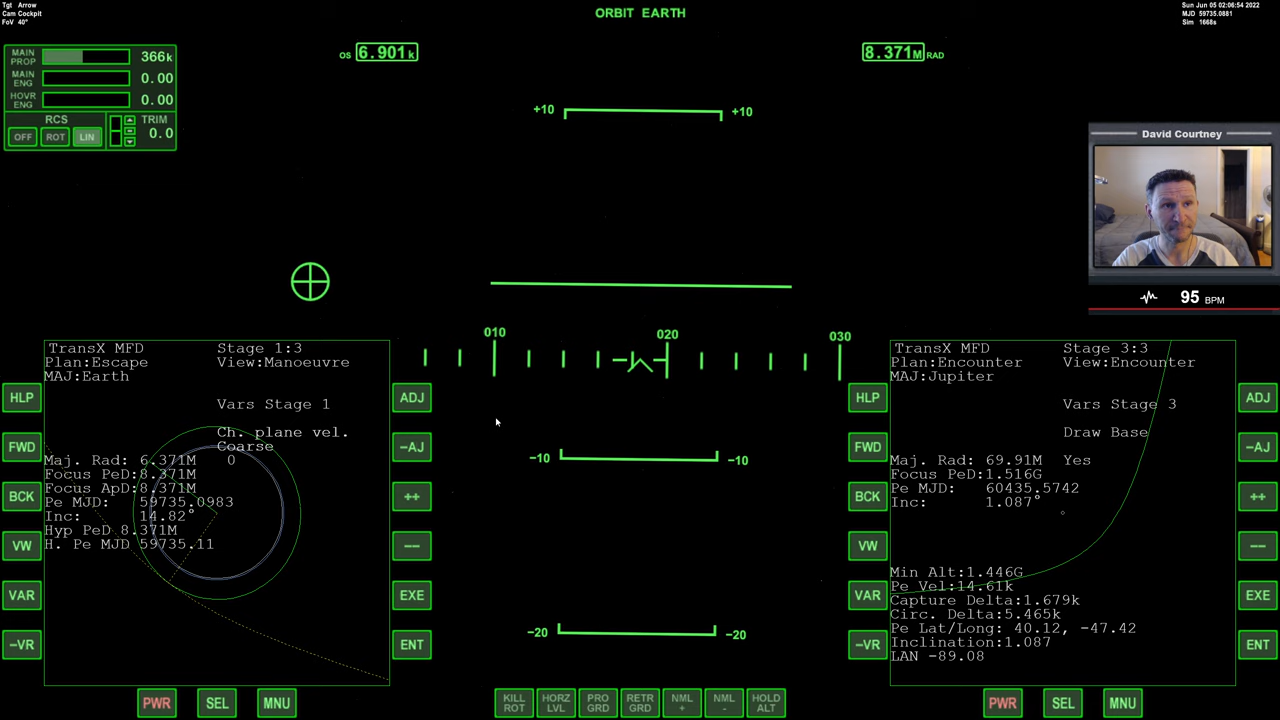 Tgt Arrow
Cam Cockpit
FoV 40°
ORBIT EARTH
Sun Jun 05 02:06:54 2022
MJD 59735.0881
Sim 1668s
MAIN PROP 366k
MAIN ENG 0.00
HOVR ENG 0.00
RCS
TRIM
0.0
OFF ROT LIN
OS 6.901k
8.371M RAD
+10 +10
David Courtney
95 BPM
010 020 030
-10 -10
-20 -20
TransX MFD Stage 1:3
Plan:Escape View:Manoeuvre
MAJ:Earth
Vars Stage 1
Ch. plane vel.
Coarse
Maj. Rad: 6.371M 0
Focus PeD:8.371M
Focus ApD:8.371M
Pe MJD: 59735.0983
Inc: 14.82°
Hyp PeD 8.371M
H. Pe MJD 59735.11
HLP
FWD
BCK
VW
VAR
-VR
ADJ
-AJ
++
--
EXE
ENT
PWR SEL MNU
KILL ROT
HORZ LVL
PRO GRD
RETR GRD
NML +
NML -
HOLD ALT
TransX MFD Stage 3:3
Plan:Encounter View:Encounter
MAJ:Jupiter
Vars Stage 3
Draw Base
Maj. Rad: 69.91M Yes
Focus PeD:1.516G
Pe MJD: 60435.5742
Inc: 1.087°
Min Alt:1.446G
Pe Vel:14.61k
Capture Delta:1.679k
Circ. Delta:5.465k
Pe Lat/Long: 40.12, -47.42
Inclination:1.087
LAN -89.08
HLP
FWD
BCK
VW
VAR
-VR
ADJ
-AJ
++
--
EXE
ENT
PWR SEL MNU